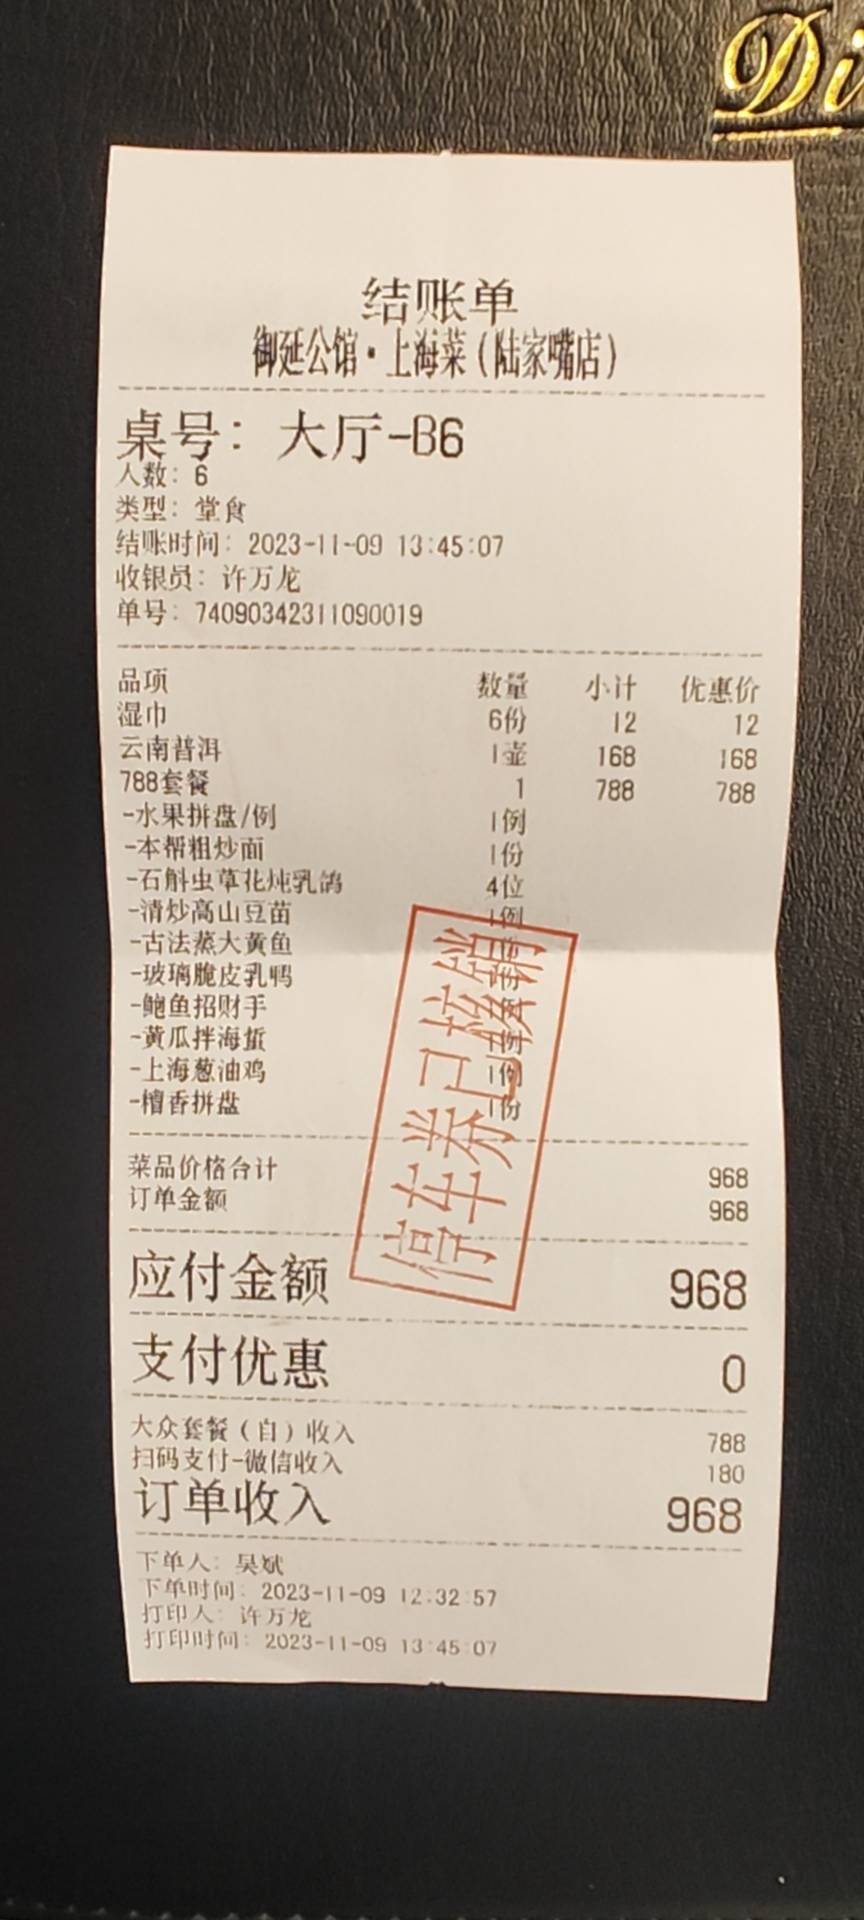 Di
结账单
御延公馆·上海菜(陆家嘴店)
桌号: 大厅-B6
人数: 6
类型: 堂食
结账时间: 2023-11-09 13:45:07
收银员: 许万龙
单号: 74090342311090019
品项 数量 小计 优惠价
湿巾 6份 12 12
云南普洱 1壶 168 168
788套餐 1 788 788
-水果拼盘/例 1例
-本帮粗炒面 1份
-石斛虫草花炖乳鸽 4位
-清炒高山豆苗 1例
-古法蒸大黄鱼
-玻璃脆皮乳鸭
-鲍鱼招财手
-黄瓜拌海蜇
-上海葱油鸡 1例
-檀香拼盘 1份
停车券已核销
菜品价格合计 968
订单金额 968
应付金额 968
支付优惠 0
大众套餐(自)收入 788
扫码支付-微信收入 180
订单收入 968
下单人: 吴斌
下单时间: 2023-11-09 12:32:57
打印人: 许万龙
打印时间: 2023-11-09 13:45:07